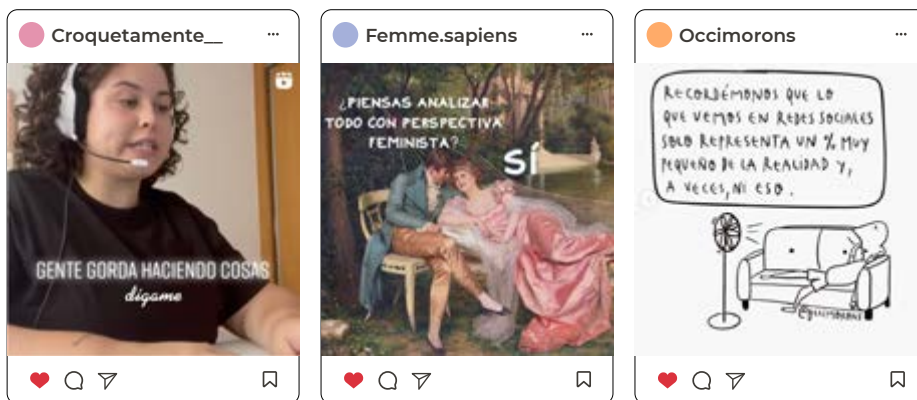 Croquetamente__
GENTE GORDA HACIENDO COSAS
dígame
Femme.sapiens
¿PIENSAS ANALIZAR
TODO CON PERSPECTIVA
FEMINISTA?
SÍ
Occimorons
RECORDÉMONOS QUE LO
QUE VEMOS EN REDES SOCIALES
SOLO REPRESENTA UN % MUY
PEQUEÑO DE LA REALIDAD Y,
A VECES, NI ESO.
@OCCIMORONS